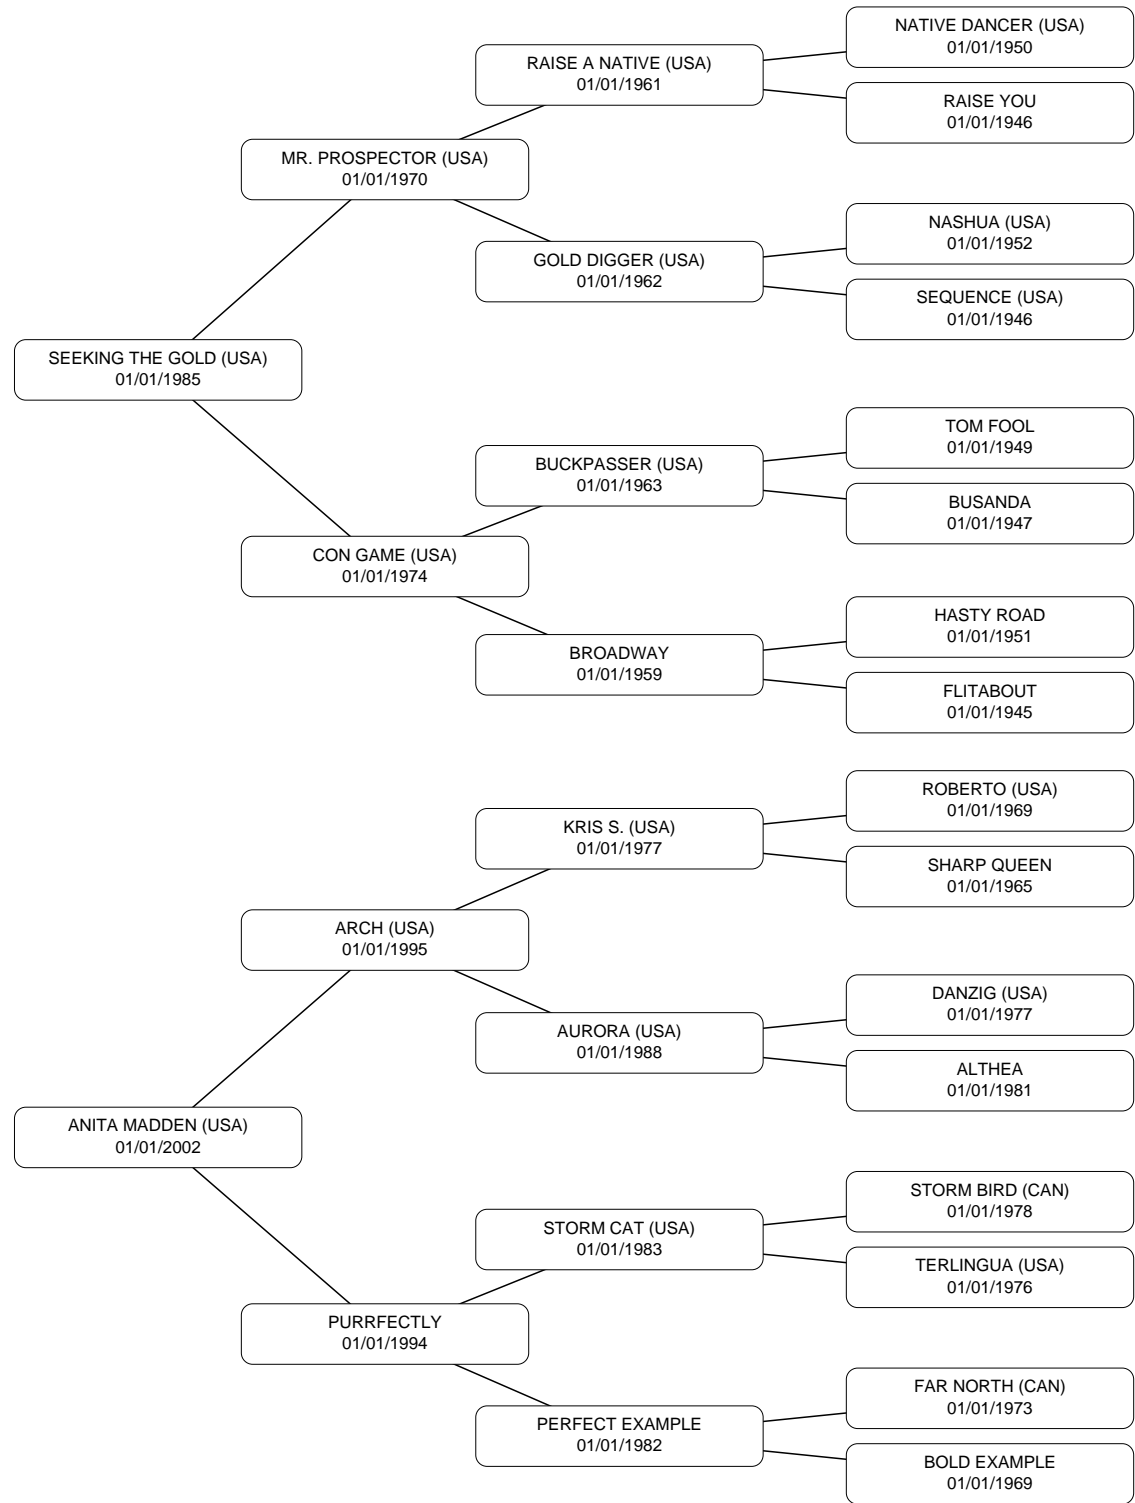 NATIVE DANCER (USA)
01/01/1950
RAISE A NATIVE (USA)
01/01/1961
RAISE YOU
01/01/1946
MR. PROSPECTOR (USA)
01/01/1970
NASHUA (USA)
01/01/1952
GOLD DIGGER (USA)
01/01/1962
SEQUENCE (USA)
01/01/1946
SEEKING THE GOLD (USA)
01/01/1985
TOM FOOL
01/01/1949
BUCKPASSER (USA)
01/01/1963
BUSANDA
01/01/1947
CON GAME (USA)
01/01/1974
HASTY ROAD
01/01/1951
BROADWAY
01/01/1959
FLITABOUT
01/01/1945
ROBERTO (USA)
01/01/1969
KRIS S. (USA)
01/01/1977
SHARP QUEEN
01/01/1965
ARCH (USA)
01/01/1995
DANZIG (USA)
01/01/1977
AURORA (USA)
01/01/1988
ALTHEA
01/01/1981
ANITA MADDEN (USA)
01/01/2002
STORM BIRD (CAN)
01/01/1978
STORM CAT (USA)
01/01/1983
TERLINGUA (USA)
01/01/1976
PURRFECTLY
01/01/1994
FAR NORTH (CAN)
01/01/1973
PERFECT EXAMPLE
01/01/1982
BOLD EXAMPLE
01/01/1969